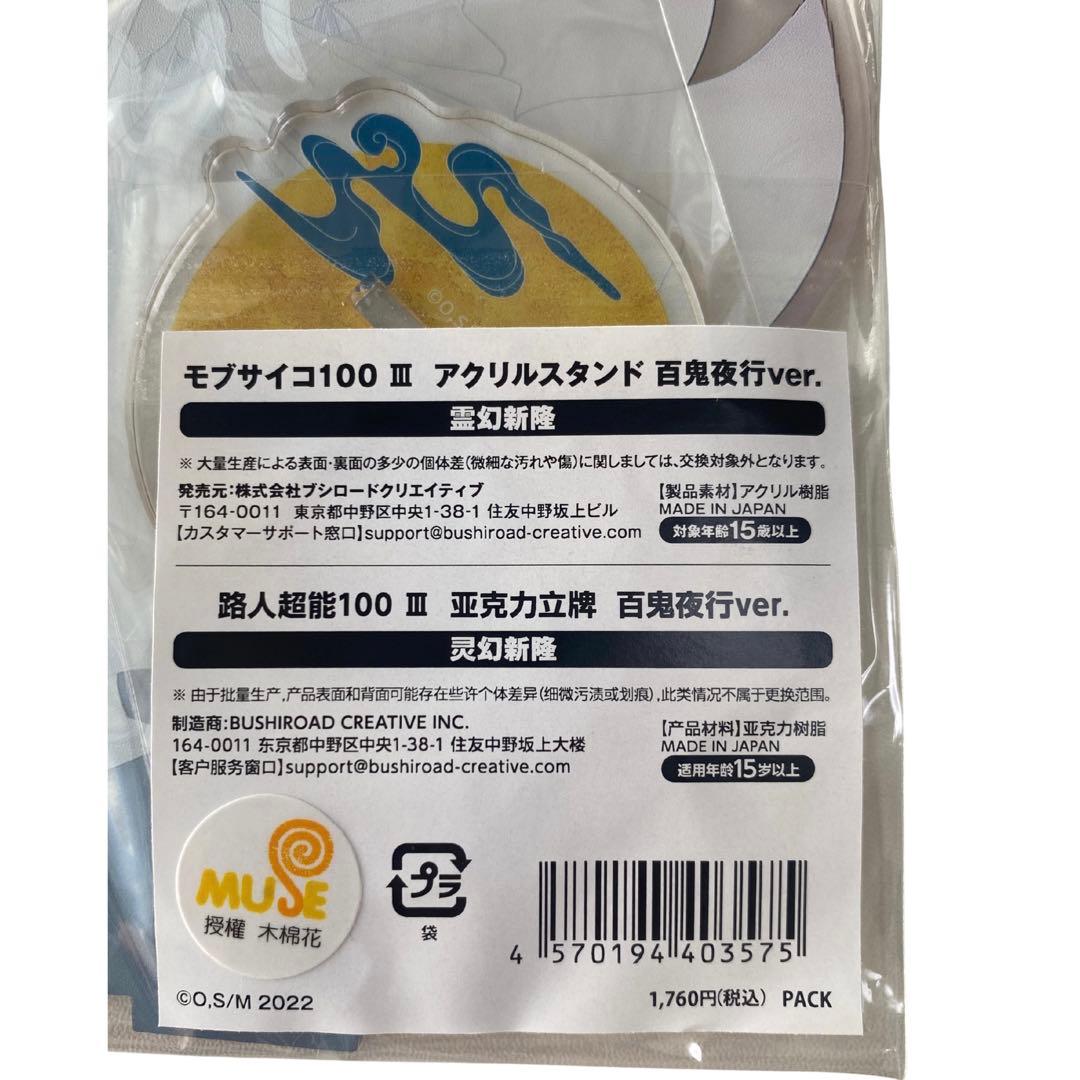 ©O,S
モブサイコ100 Ⅲ アクリルスタンド 百鬼夜行ver.
霊幻新隆
※ 大量生産による表面・裏面の多少の個体差(微細な汚れや傷)に関しましては、交換対象外となります。
発売元:株式会社ブシロードクリエイティブ
〒164-0011 東京都中野区中央1-38-1 住友中野坂上ビル
【カスタマーサポート窓口】support@bushiroad-creative.com
【製品素材】アクリル樹脂
MADE IN JAPAN
対象年齢15歳以上
路人超能100 Ⅲ 亚克力立牌 百鬼夜行ver.
灵幻新隆
※ 由于批量生产,产品表面和背面可能存在些许个体差异(细微污渍或划痕),此类情况不属于更换范围。
制造商:BUSHIROAD CREATIVE INC.
164-0011 东京都中野区中央1-38-1 住友中野坂上大楼
【客户服务窗口】support@bushiroad-creative.com
【产品材料】亚克力树脂
MADE IN JAPAN
适用年龄15岁以上
MUSE
授權 木棉花
プラ
袋
4 570194 403575
©O,S/M 2022
1,760円(税込) PACK